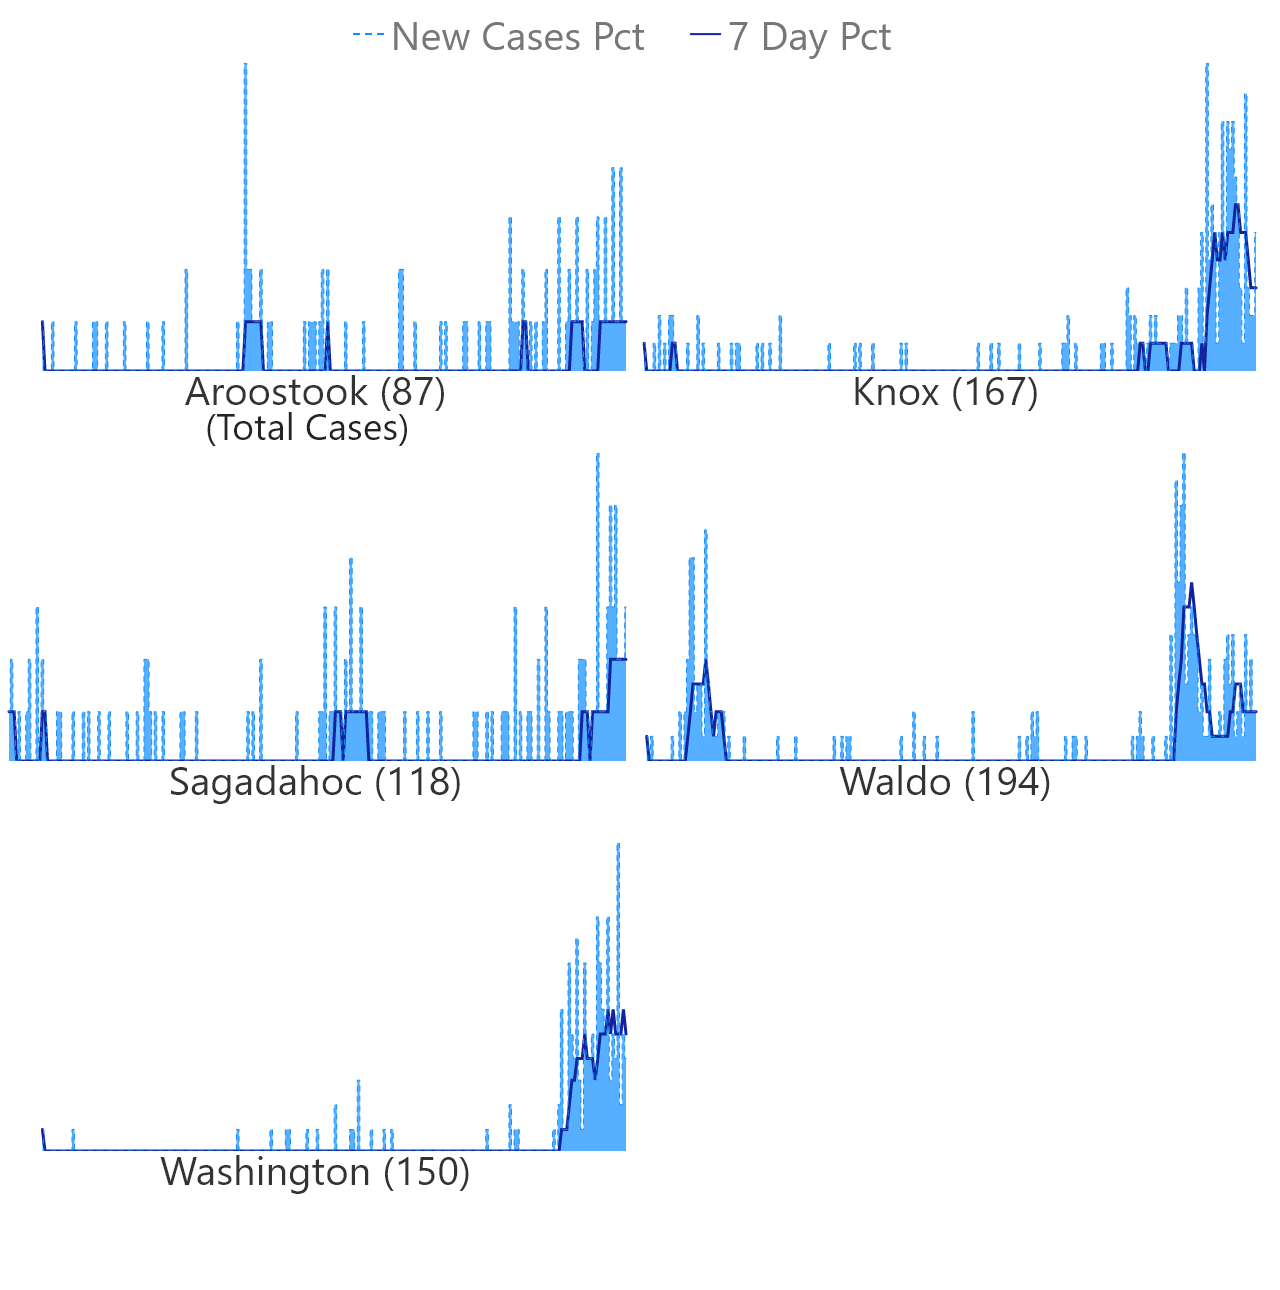 New Cases Pct 7 Day Pct
Aroostook (87)
(Total Cases)
Knox (167)
Sagadahoc (118)
Waldo (194)
Washington (150)